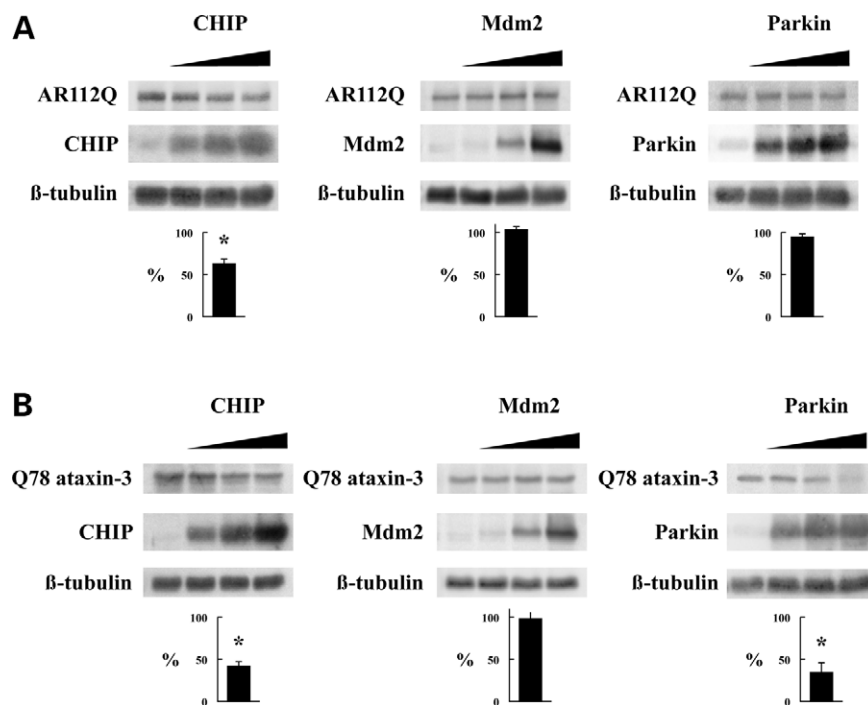 A
CHIP Mdm2 Parkin
AR112Q AR112Q AR112Q
CHIP Mdm2 Parkin
ß-tubulin ß-tubulin ß-tubulin
100 100 100
* 
% 50 % 50 % 50
0 0 0
B
CHIP Mdm2 Parkin
Q78 ataxin-3 Q78 ataxin-3 Q78 ataxin-3
CHIP Mdm2 Parkin
ß-tubulin ß-tubulin ß-tubulin
100 100 100
* *
% 50 % 50 % 50
0 0 0